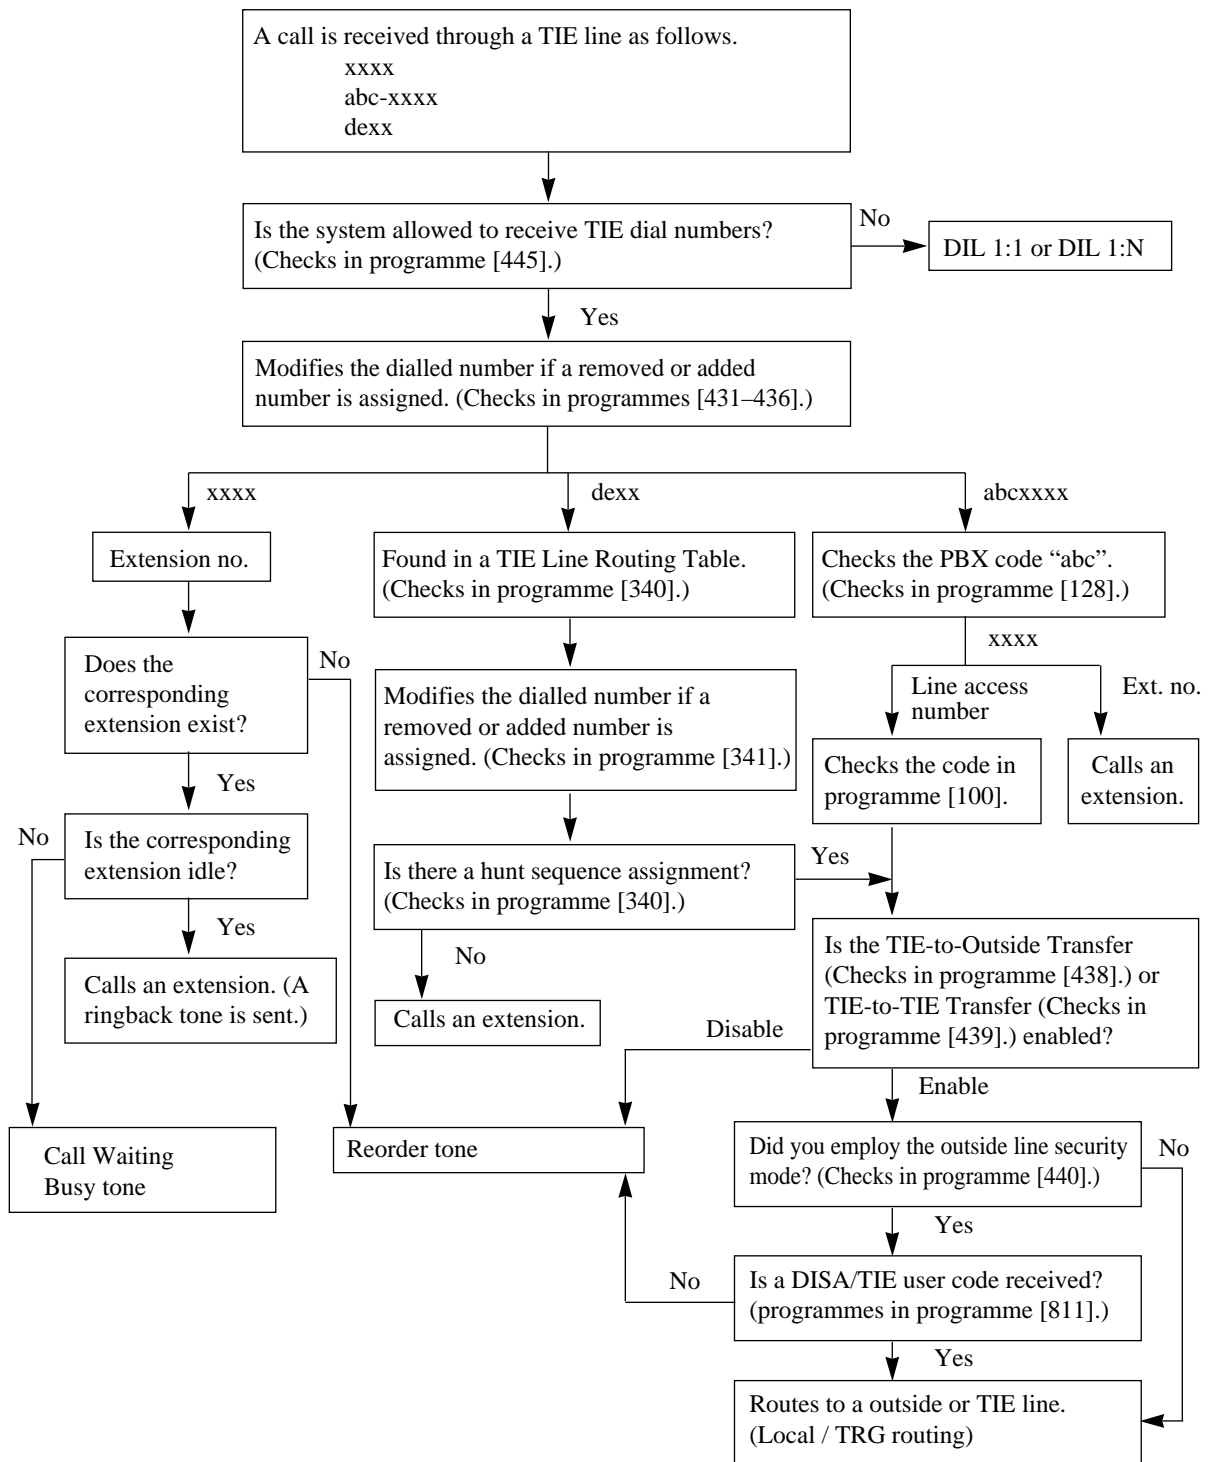 A call is received through a TIE line as follows.
xxxx
abc-xxxx
dexx
Is the system allowed to receive TIE dial numbers?
(Checks in programme [445].)
No
DIL 1:1 or DIL 1:N
Yes
Modifies the dialled number if a removed or added
number is assigned. (Checks in programmes [431–436].)
xxxx
dexx
abcxxxx
Extension no.
Found in a TIE Line Routing Table.
(Checks in programme [340].)
Checks the PBX code “abc”.
(Checks in programme [128].)
xxxx
Does the
corresponding
extension exist?
No
Modifies the dialled number if a
removed or added number is
assigned. (Checks in programme [341].)
Line access
number
Ext. no.
Checks the code in
programme [100].
Calls an
extension.
Yes
No
Is the corresponding
extension idle?
Is there a hunt sequence assignment?
(Checks in programme [340].)
Yes
Yes
No
Calls an extension. (A
ringback tone is sent.)
Calls an extension.
Is the TIE-to-Outside Transfer
(Checks in programme [438].) or
TIE-to-TIE Transfer (Checks in
programme [439].) enabled?
Disable
Enable
Call Waiting
Busy tone
Reorder tone
Did you employ the outside line security
mode? (Checks in programme [440].)
No
Yes
No
Is a DISA/TIE user code received?
(programmes in programme [811].)
Yes
Routes to a outside or TIE line.
(Local / TRG routing)